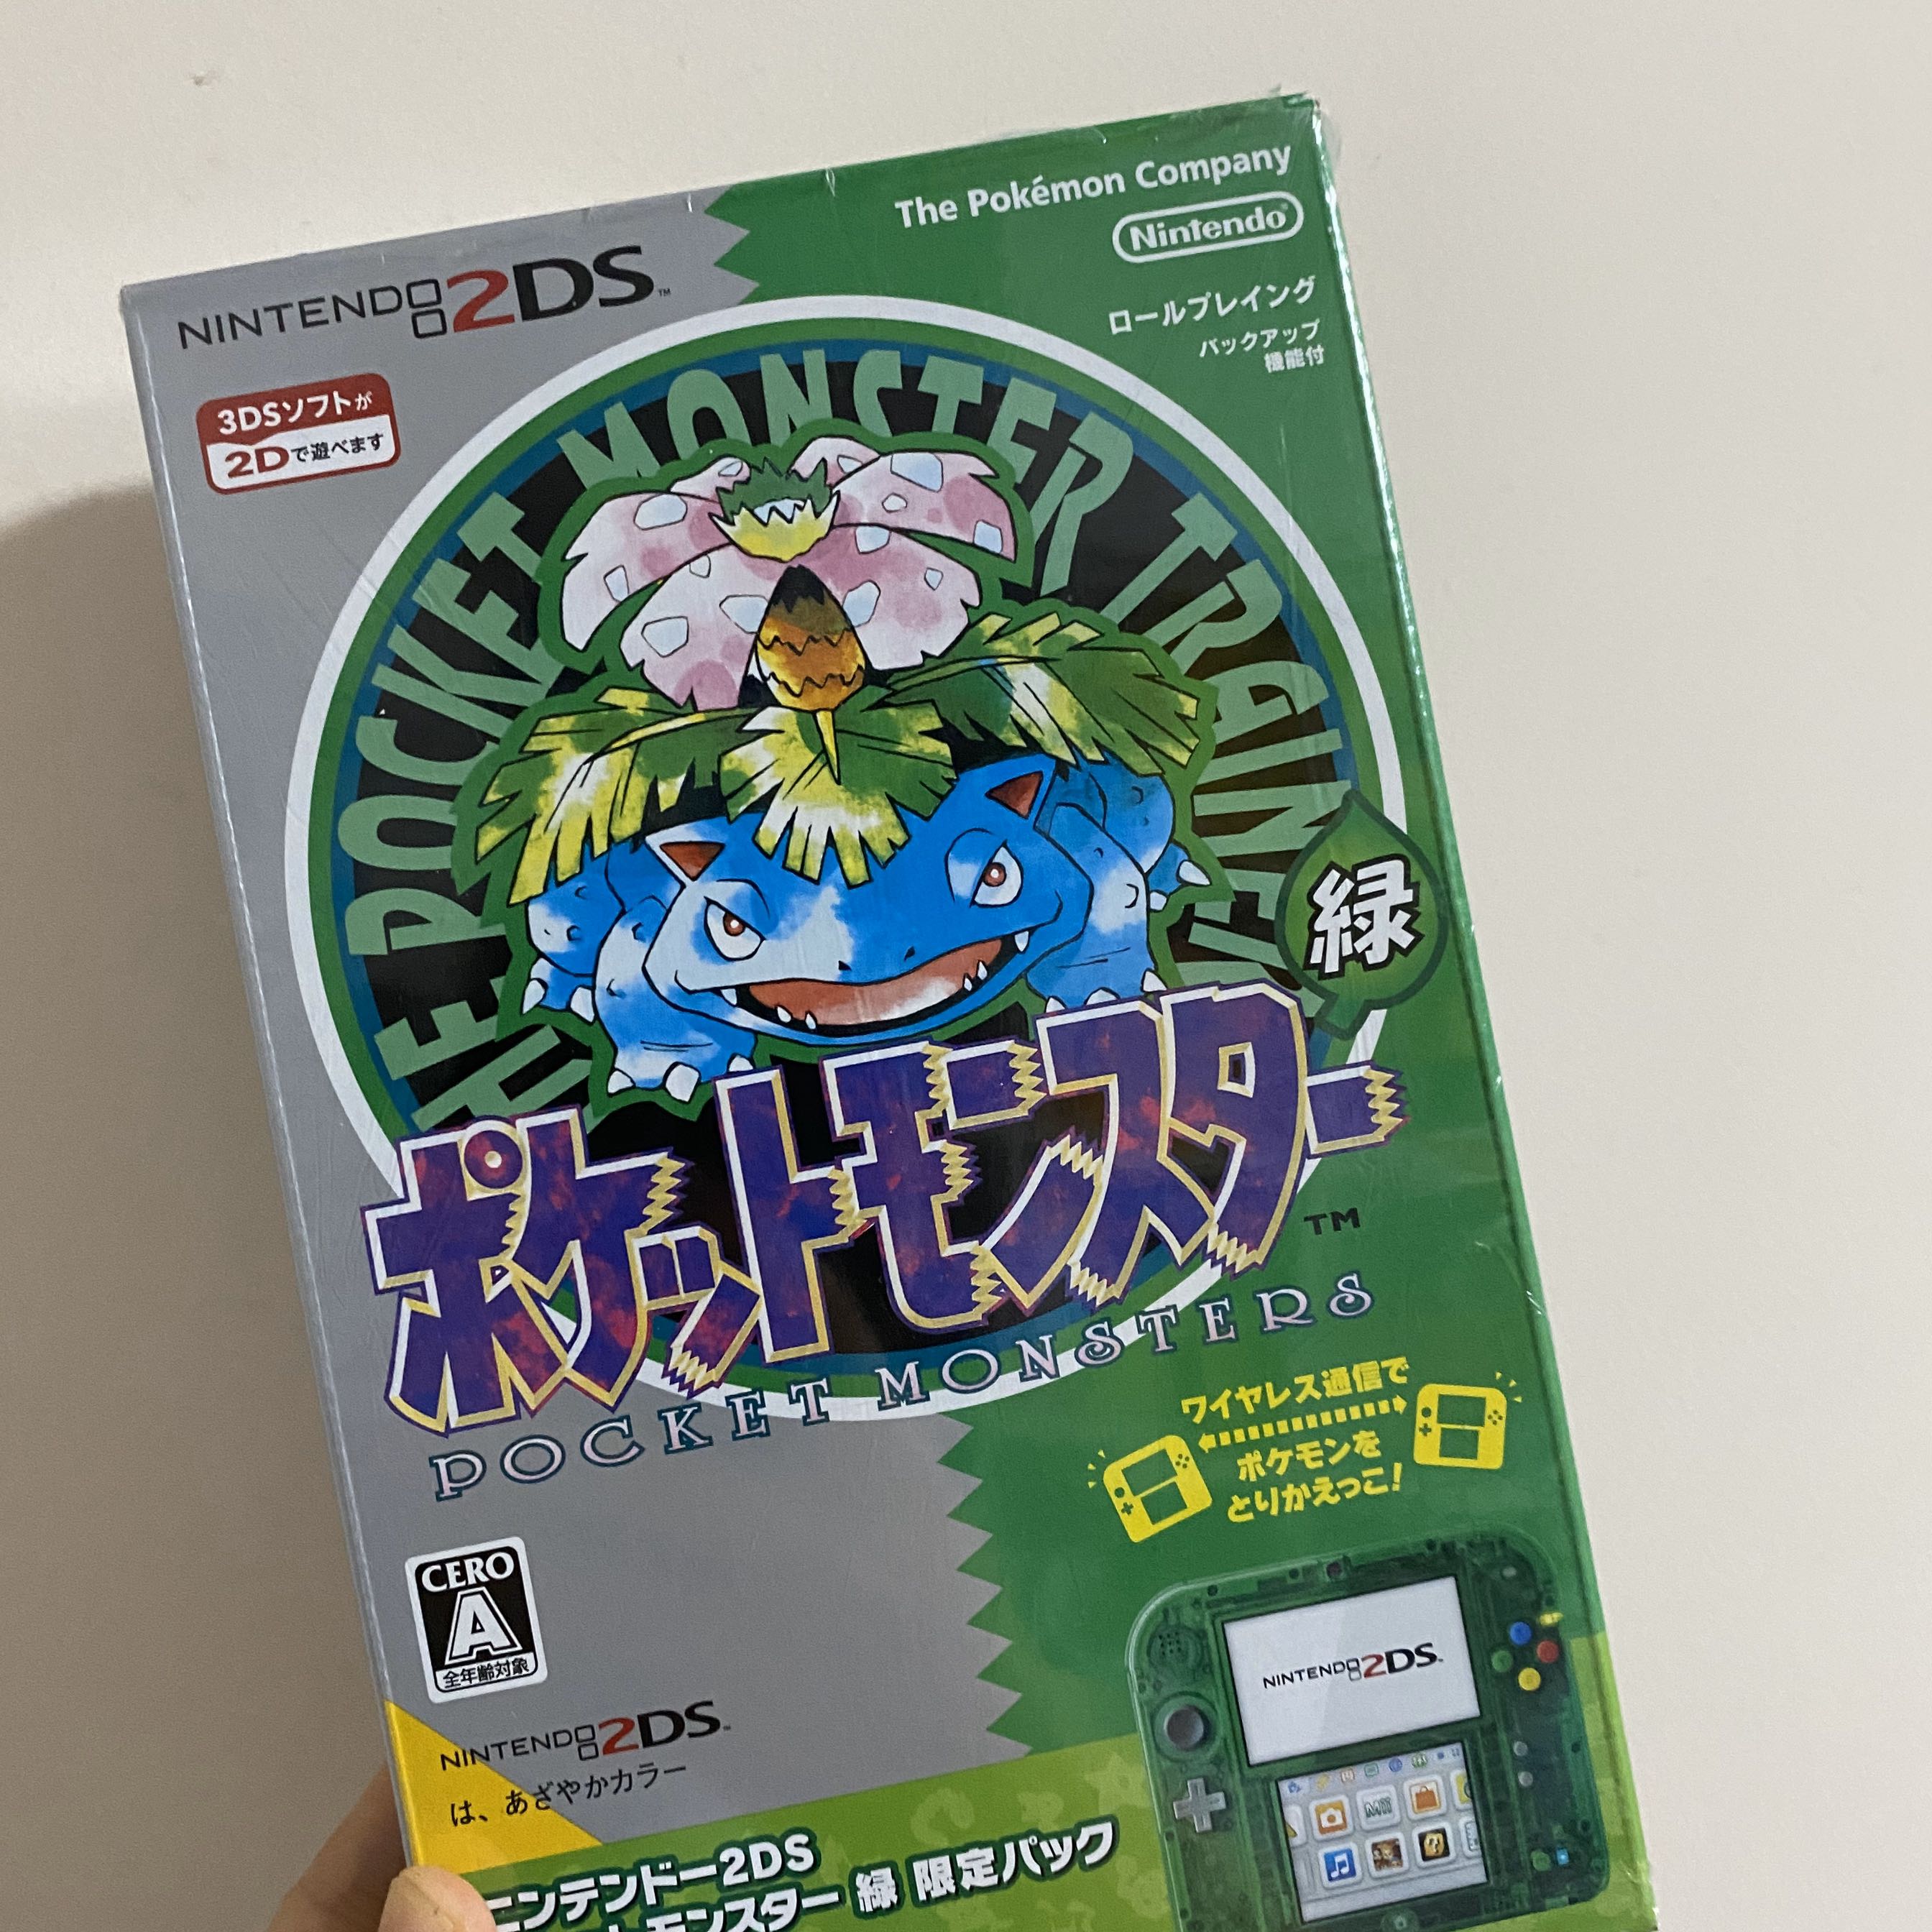 NINTENDO 2DS™
The Pokémon Company
Nintendo®
ロールプレイング
バックアップ
機能付
3DSソフトが
2Dで遊べます
THE POCKET MONSTER TRAINER
緑
ポケットモンスター
TM
POCKET MONSTERS
ワイヤレス通信で
ポケモンを
とりかえっこ!
CERO
A
全年齢対象
NINTENDO 2DS™
は、あざやかカラー
NINTENDO 2DS™
Mii
ニンテンドー2DS
トモンスター 緑 限定パック